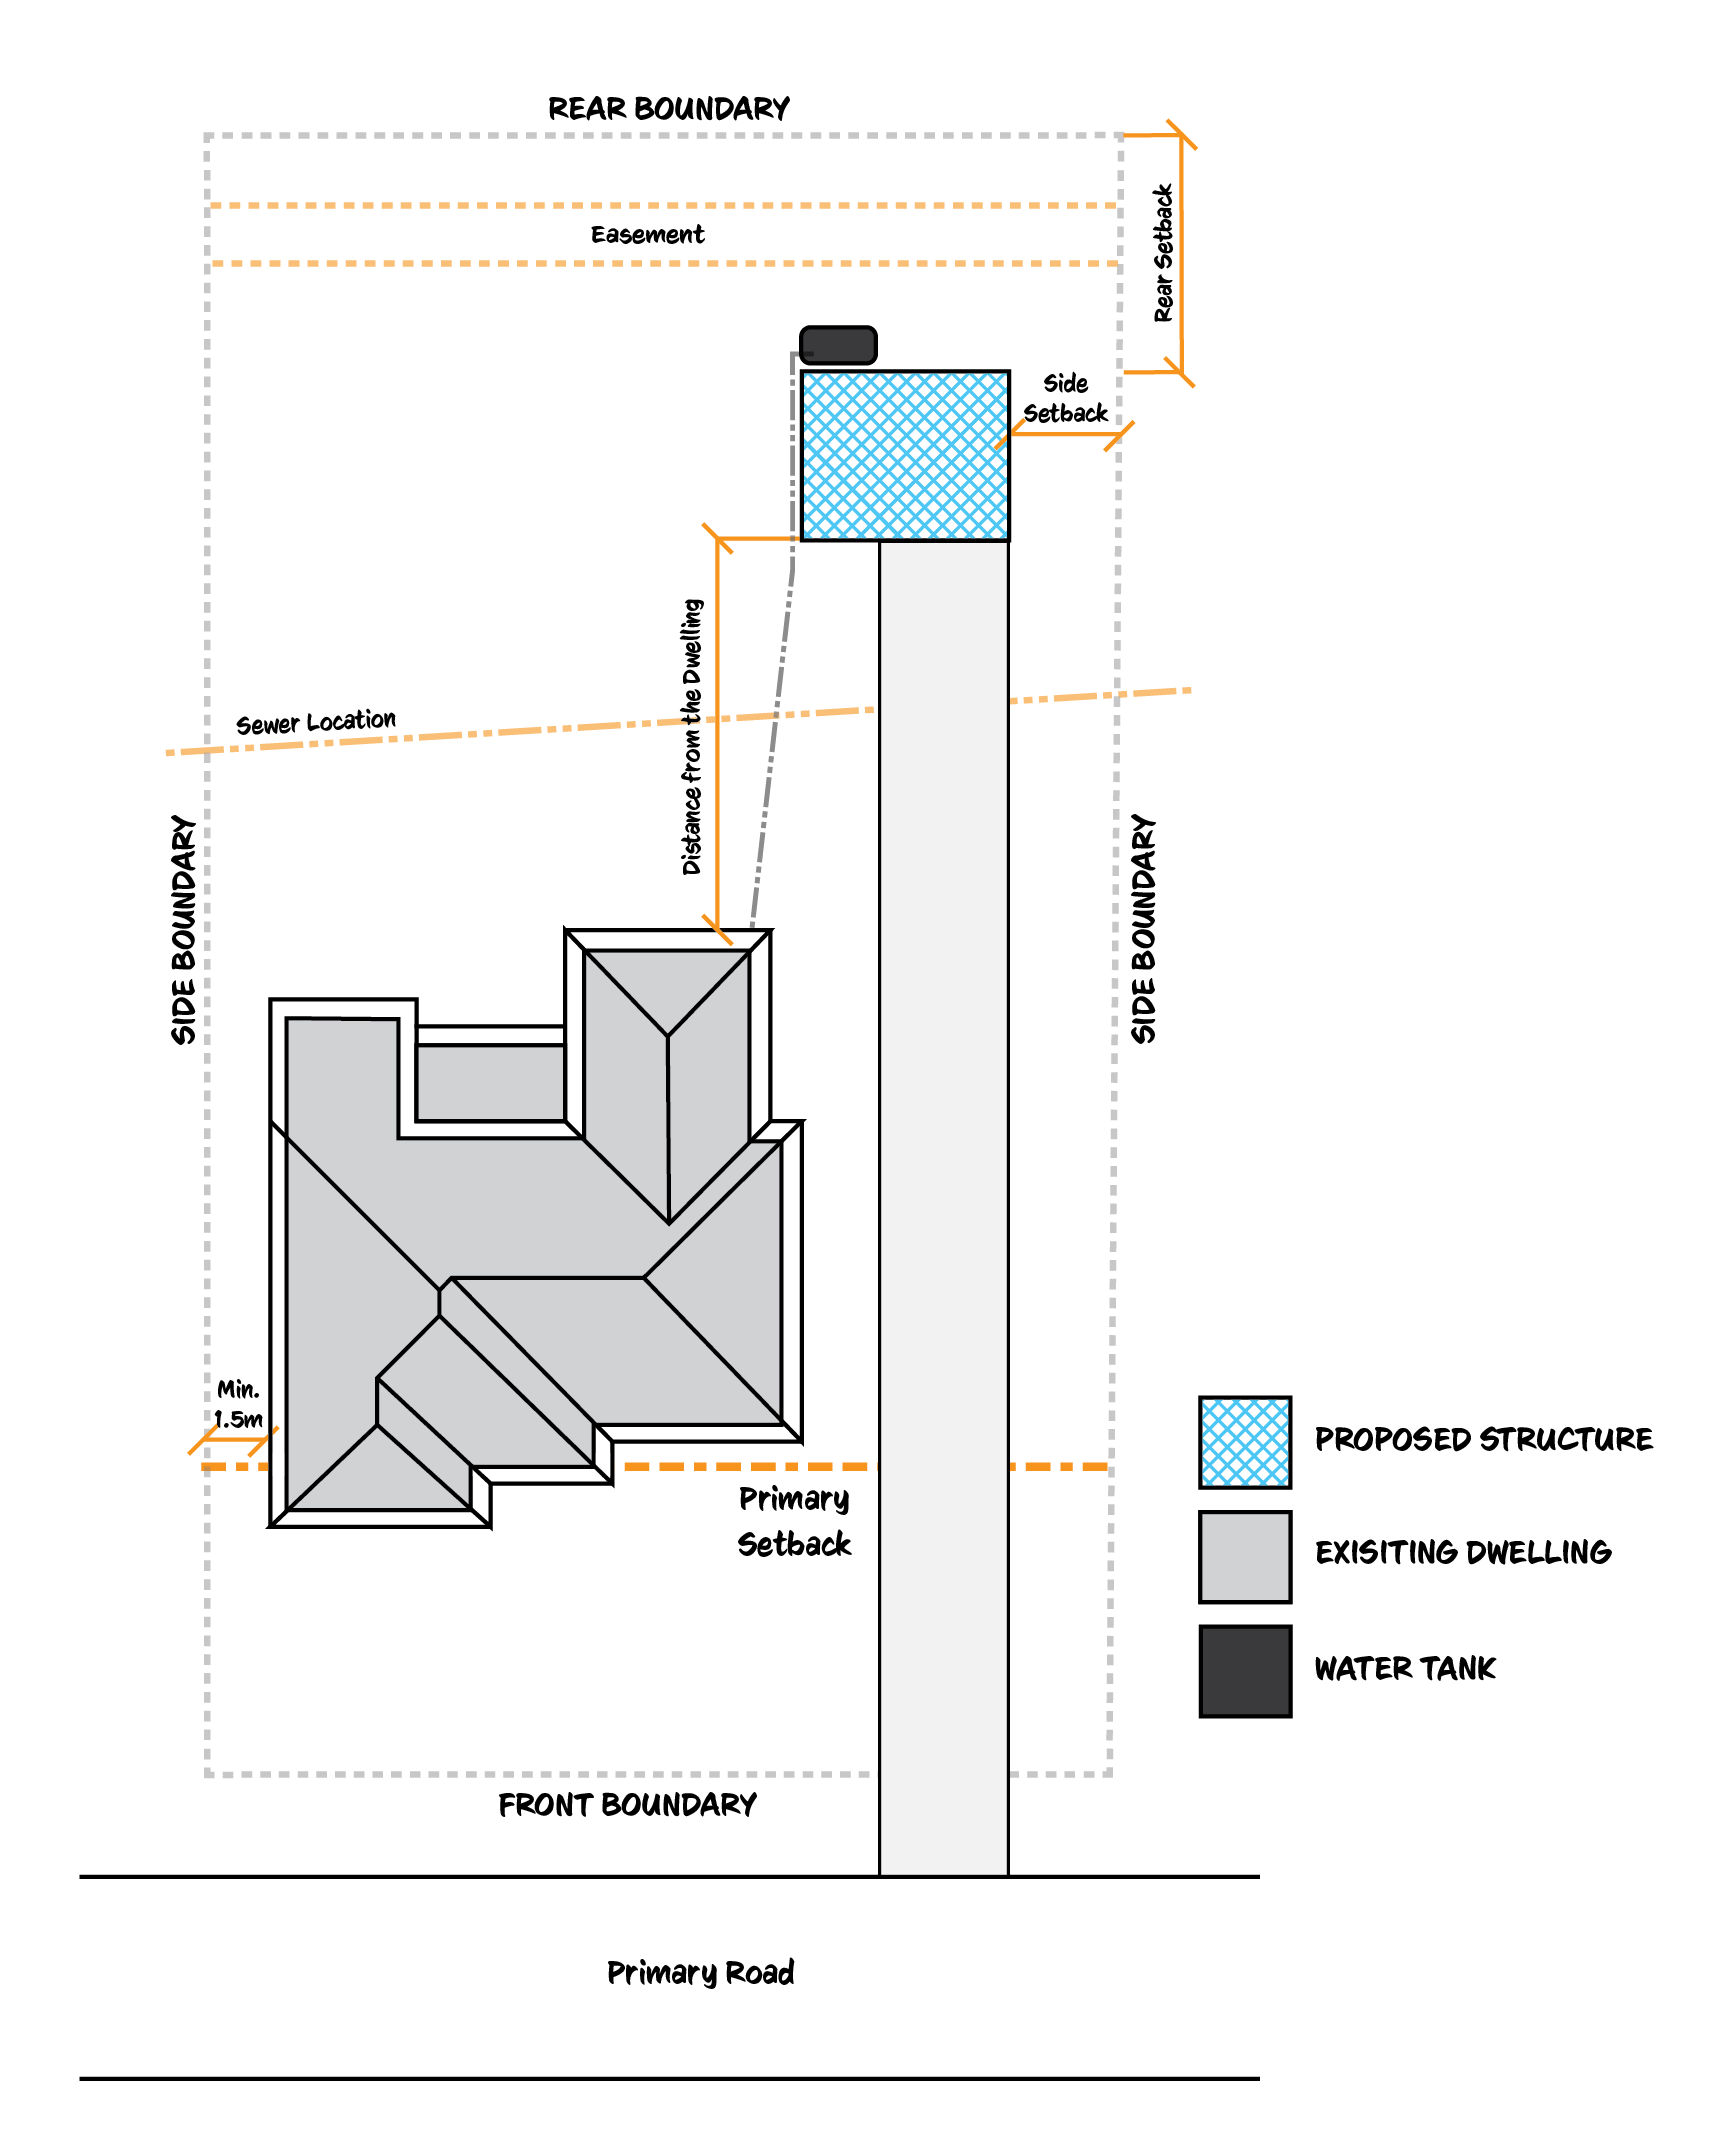 REAR BOUNDARY
Easement
Rear Setback
Side
Setback
Distance from the Dwelling
Sewer Location
SIDE BOUNDARY
SIDE BOUNDARY
Min.
1.5m
PROPOSED STRUCTURE
Primary
Setback
EXISITING DWELLING
WATER TANK
FRONT BOUNDARY
Primary Road